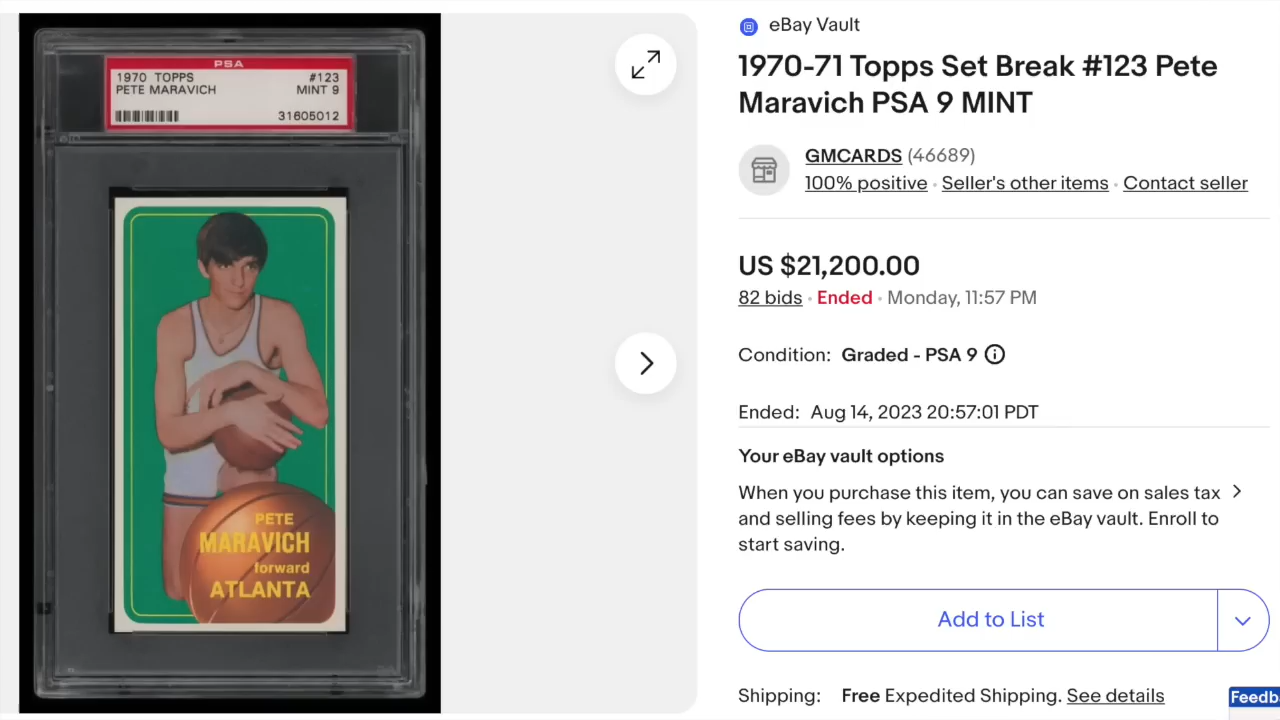 PSA
1970 TOPPS #123
PETE MARAVICH MINT 9
31605012
PETE
MARAVICH
forward
ATLANTA
eBay Vault
1970-71 Topps Set Break #123 Pete
Maravich PSA 9 MINT
GMCARDS (46689)
100% positive · Seller's other items · Contact seller
US $21,200.00
82 bids · Ended · Monday, 11:57 PM
Condition: Graded - PSA 9
Ended: Aug 14, 2023 20:57:01 PDT
Your eBay vault options
When you purchase this item, you can save on sales tax
and selling fees by keeping it in the eBay vault. Enroll to
start saving.
Add to List
Shipping: Free Expedited Shipping. See details
Feedb